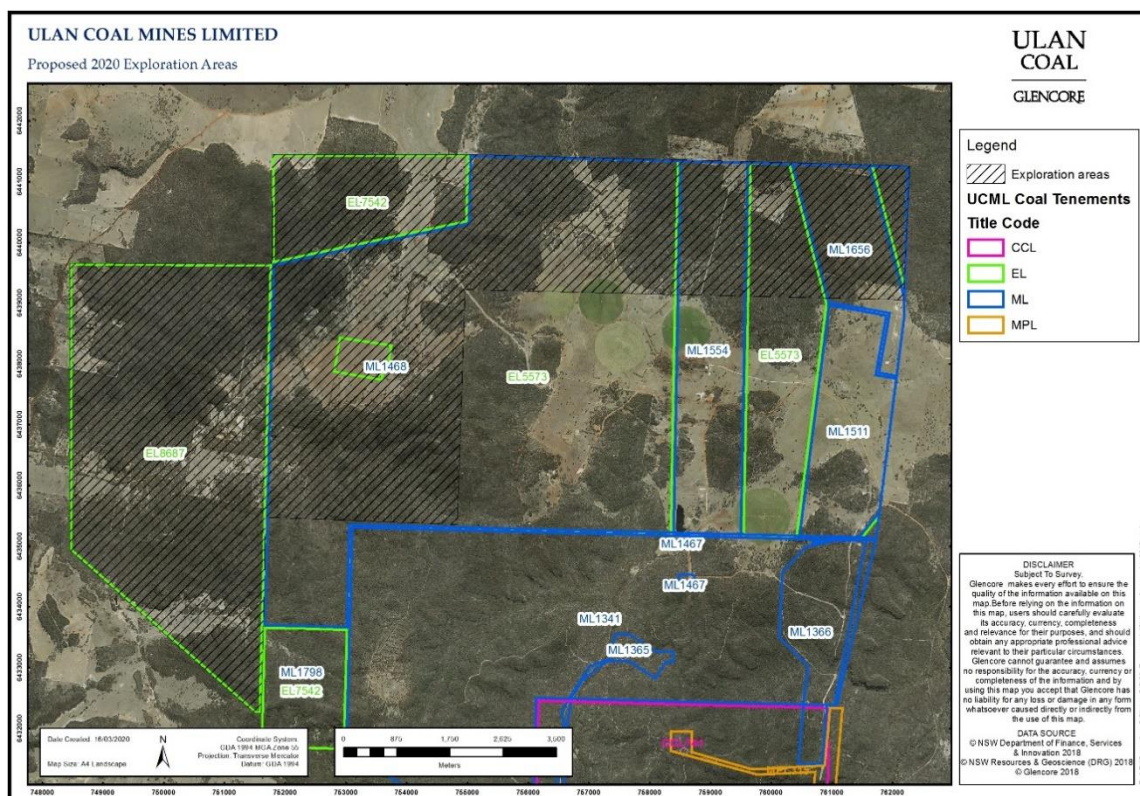 ULAN COAL MINES LIMITED
Proposed 2020 Exploration Areas
ULAN
COAL
GLENCORE
Legend
Exploration areas
UCML Coal Tenements
Title Code
CCL
EL
ML
MPL
EL7542
ML1656
ML1468
ML1554
EL5573
EL5573
ML1511
EL8687
ML1467
ML1467
ML1341
ML1365
ML1366
ML1798
EL7542
6442000
6441000
6440000
6439000
6438000
6437000
6436000
6435000
6434000
6433000
6432000
748000
749000
750000
751000
752000
753000
754000
755000
756000
757000
758000
759000
760000
761000
762000
Date Created: 16/03/2020
Map Size: A4 Landscape
N
Coordinate System:
GDA 1994 MGA Zone 55
Projection: Transverse Mercator
Datum: GDA 1994
0 875 1,750 2,625 3,500
Meters
DISCLAIMER
Subject To Survey.
Glencore makes every effort to ensure the
quality of the information available on this
map.Before relying on the information on
this map, users should carefully evaluate
its accuracy, currency, completeness
and relevance for their purposes, and should
obtain any appropriate professional advice
relevant to their particular circumstances.
Glencore cannot guarantee and assumes
no responsibility for the accuracy, currency or
completeness of the information and by
using this map you accept that Glencore has
no liability for any loss or damage in any form
whatsoever caused directly or indirectly from
the use of this map.
DATA SOURCE
© NSW Department of Finance, Services
& Innovation 2018
© NSW Resources & Geoscience (DRG) 2018
© Glencore 2018